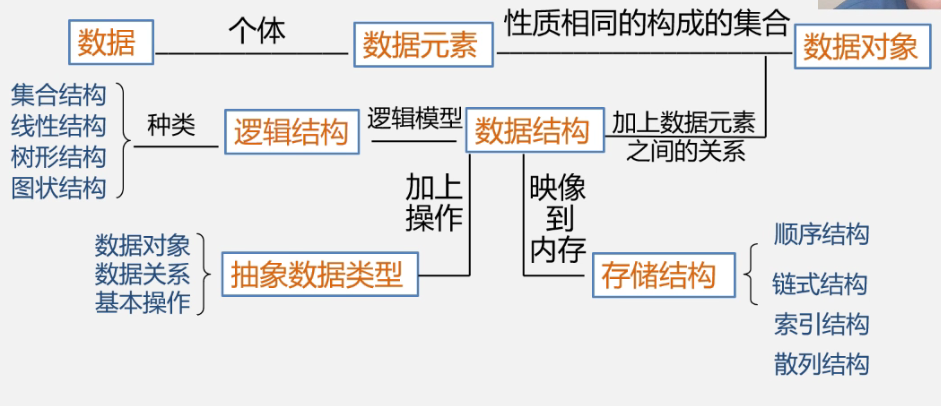 数据
个体
数据元素
性质相同的构成的集合
数据对象
集合结构
线性结构
树形结构
图状结构
种类
逻辑结构
逻辑模型
数据结构
加上数据元素
之间的关系
加上
操作
映像
到
内存
数据对象
数据关系
基本操作
抽象数据类型
存储结构
顺序结构
链式结构
索引结构
散列结构